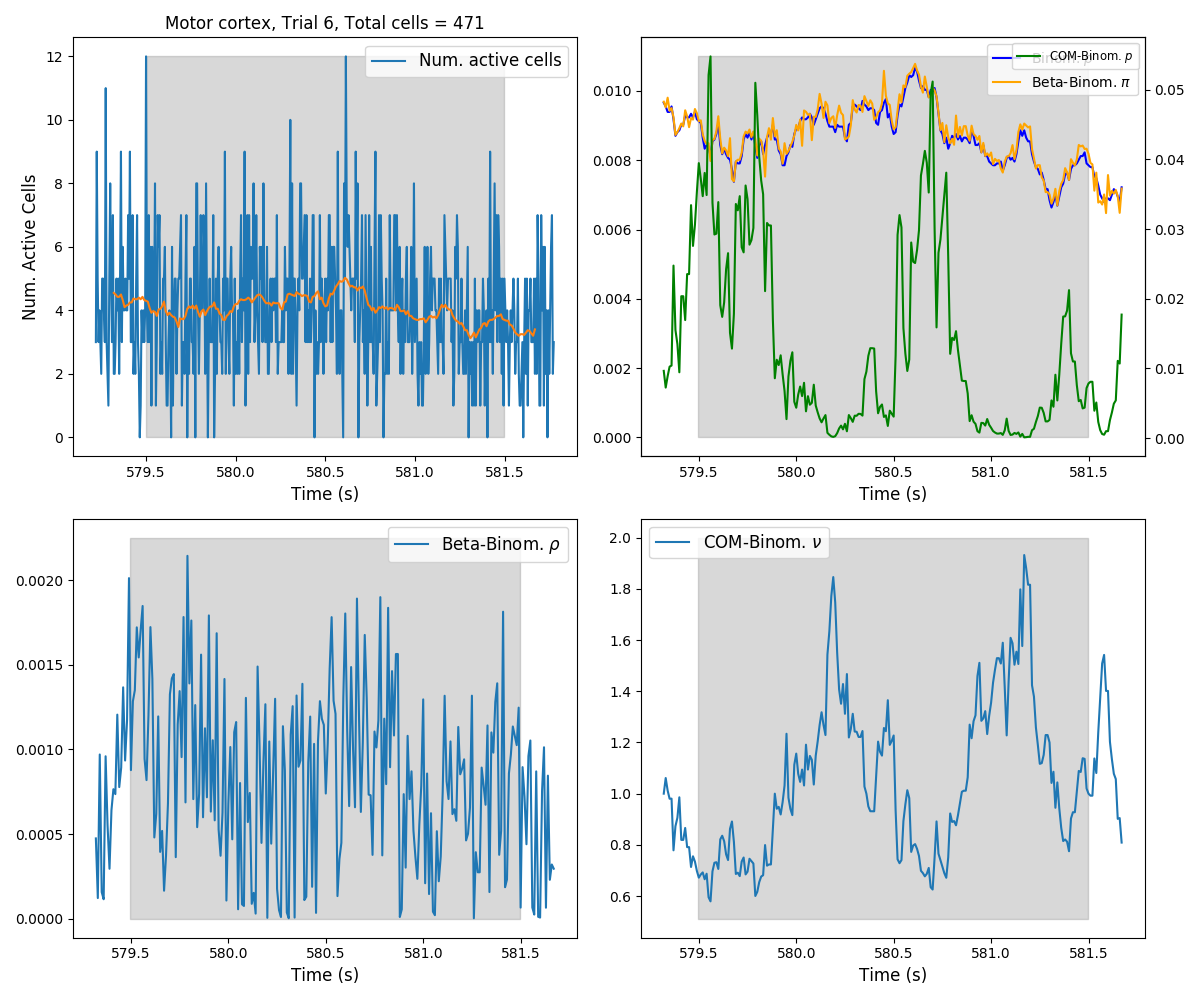 Motor cortex, Trial 6, Total cells = 471
Num. active cells
12
10
8
6
4
2
0
Num. Active Cells
579.5 580.0 580.5 581.0 581.5
Time (s)
COM-Binom. p
Binom. p
Beta-Binom. π
0.010
0.008
0.006
0.004
0.002
0.000
0.05
0.04
0.03
0.02
0.01
0.00
579.5 580.0 580.5 581.0 581.5
Time (s)
Beta-Binom. ρ
0.0020
0.0015
0.0010
0.0005
0.0000
579.5 580.0 580.5 581.0 581.5
Time (s)
COM-Binom. ν
2.0
1.8
1.6
1.4
1.2
1.0
0.8
0.6
579.5 580.0 580.5 581.0 581.5
Time (s)